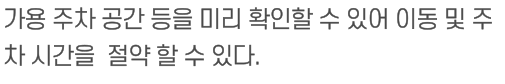 가용 주차 공간 등을 미리 확인할 수 있어 이동 및 주
차 시간을  절약 할 수 있다.